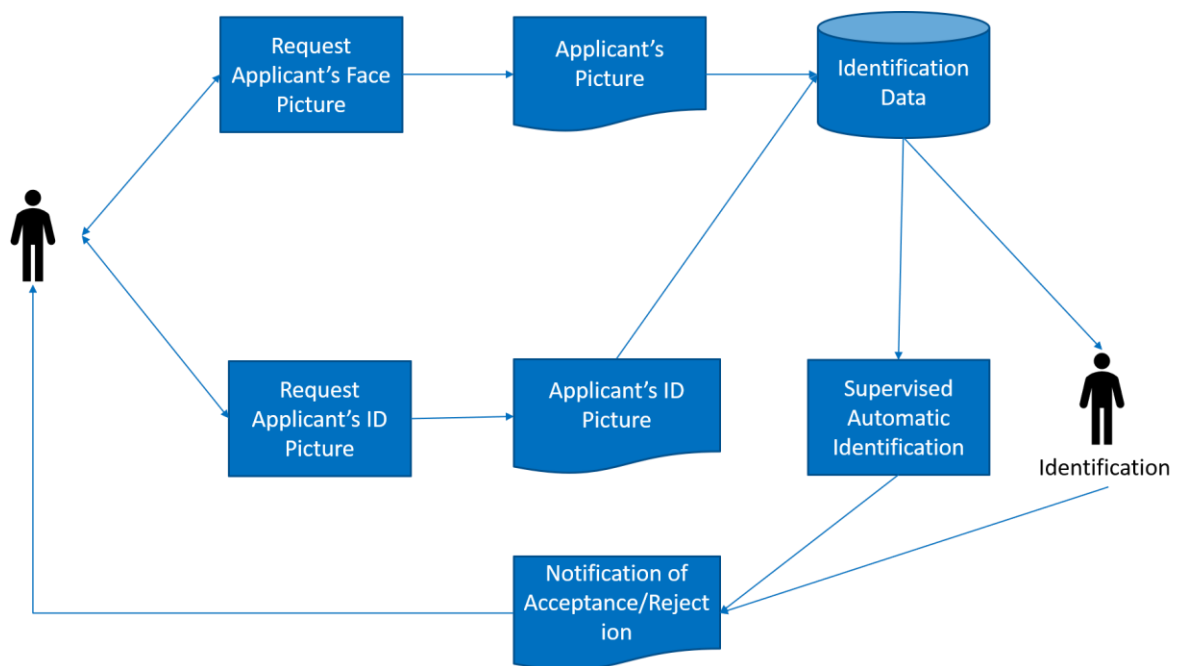 Request
Applicant’s Face
Picture
Applicant’s
Picture
Identification
Data
Request
Applicant’s ID
Picture
Applicant’s ID
Picture
Supervised
Automatic
Identification
Identification
Notification of
Acceptance/Reject
ion